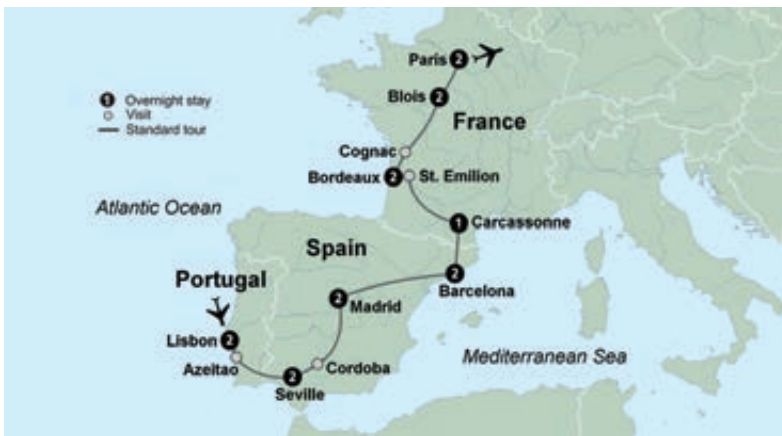 Paris 2
Blois 2
1 Overnight stay
Visit
Standard tour
France
Cognac
Bordeaux 2
St. Emilion
Atlantic Ocean
1 Carcassonne
Spain
Portugal
2
Barcelona
2
Madrid
Lisbon 2
Azeitao
Mediterranean Sea
Cordoba
2
Seville